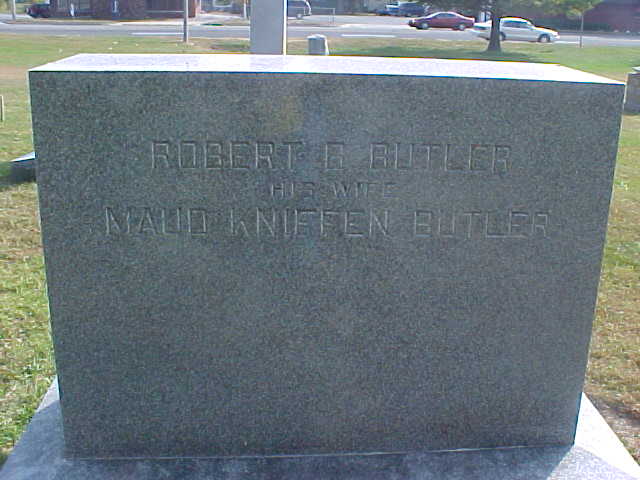 ROBERT B BUTLER
HIS WIFE
MAUD KNIFFEN BUTLER